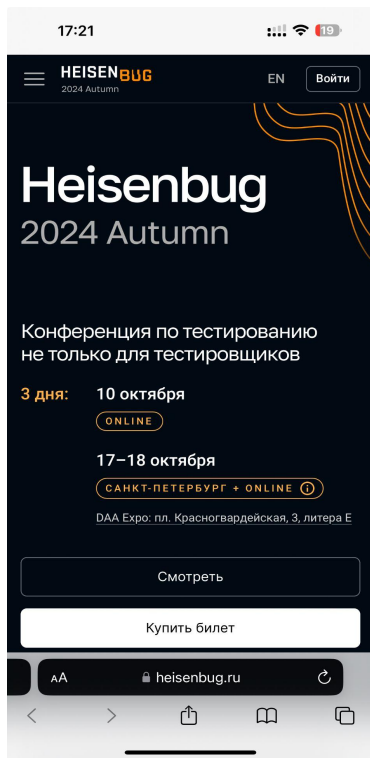 17:21
19
HEISENBUG
2024 Autumn
EN
Войти
Heisenbug
2024 Autumn
Конференция по тестированию
не только для тестировщиков
3 дня:
10 октября
ONLINE
17–18 октября
САНКТ-ПЕТЕРБУРГ + ONLINE
DAA Expo: пл. Красногвардейская, 3, литера Е
Смотреть
Купить билет
AA
heisenbug.ru